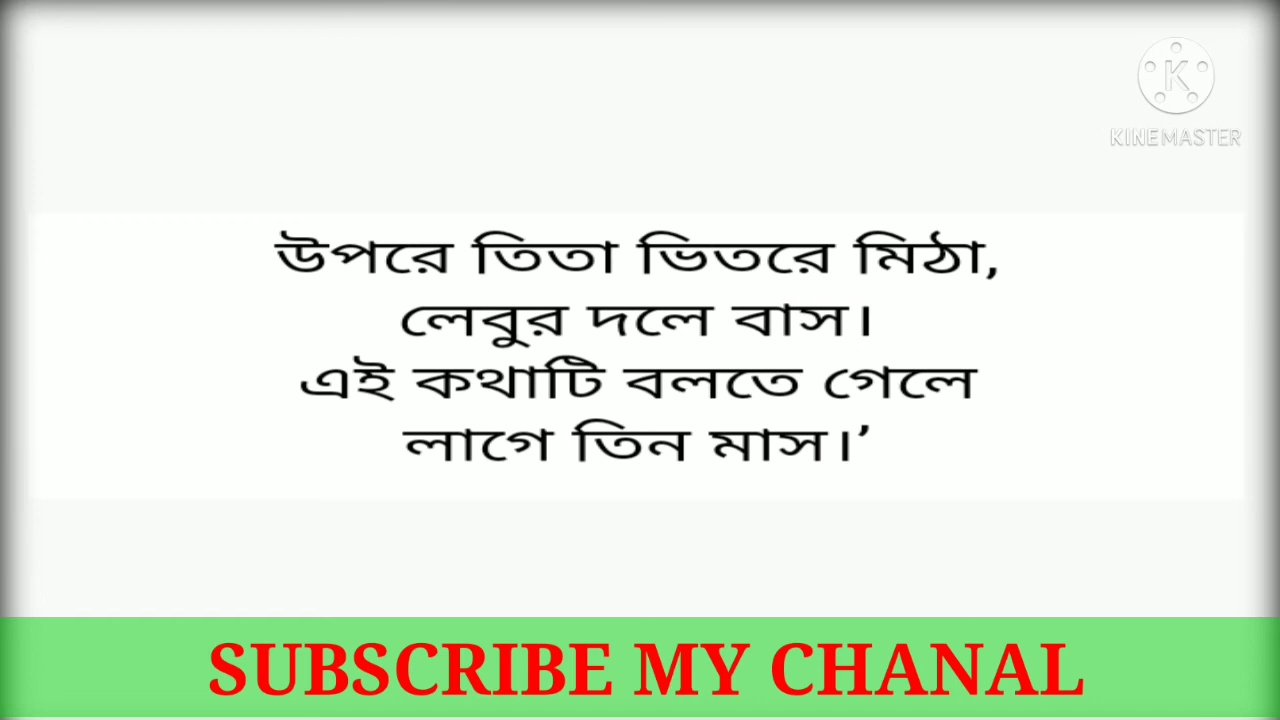 KINEMASTER
উপরে তিতা ভিতরে মিঠা,
লেবুর দলে বাস।
এই কথাটি বলতে গেলে
লাগে তিন মাস।’
SUBSCRIBE MY CHANAL